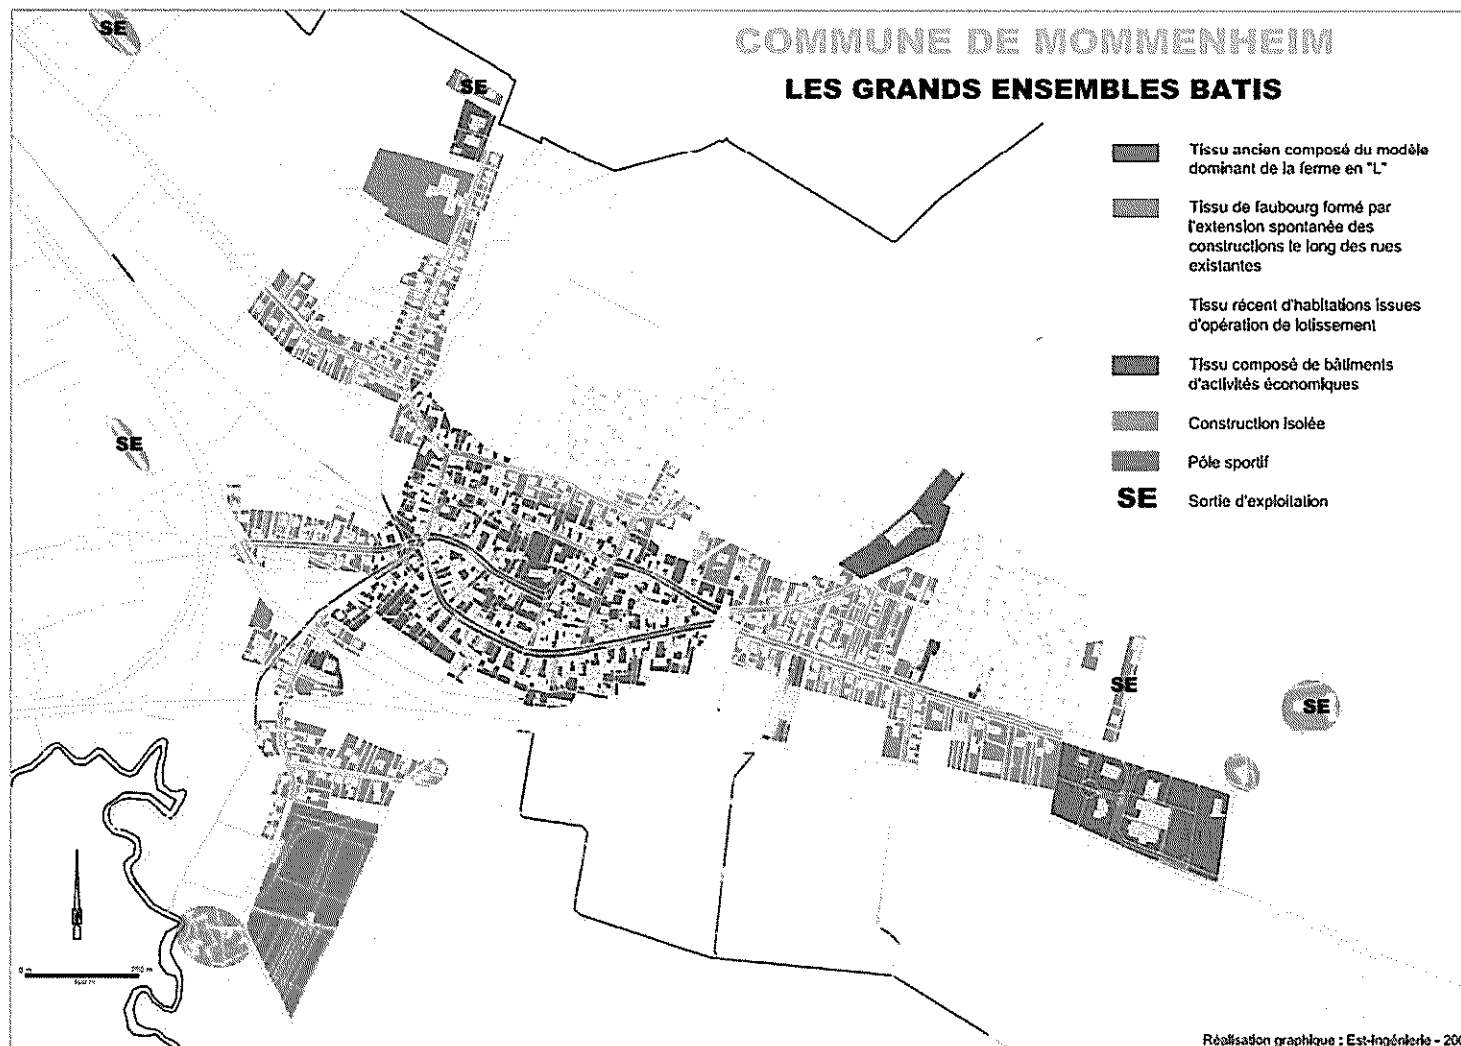 COMMUNE DE MOMMENHEIM
LES GRANDS ENSEMBLES BATIS
SE
SE
Tissu ancien composé du modèle
dominant de la ferme en "L"
Tissu de faubourg formé par
l'extension spontanée des
constructions le long des rues
existantes
Tissu récent d'habitations issues
d'opération de lotissement
Tissu composé de bâtiments
d'activités économiques
Construction isolée
Pôle sportif
SE Sortie d'exploitation
SE
SE
SE
0 m
250 m
Réalisation graphique : Est-Ingénierie - 200